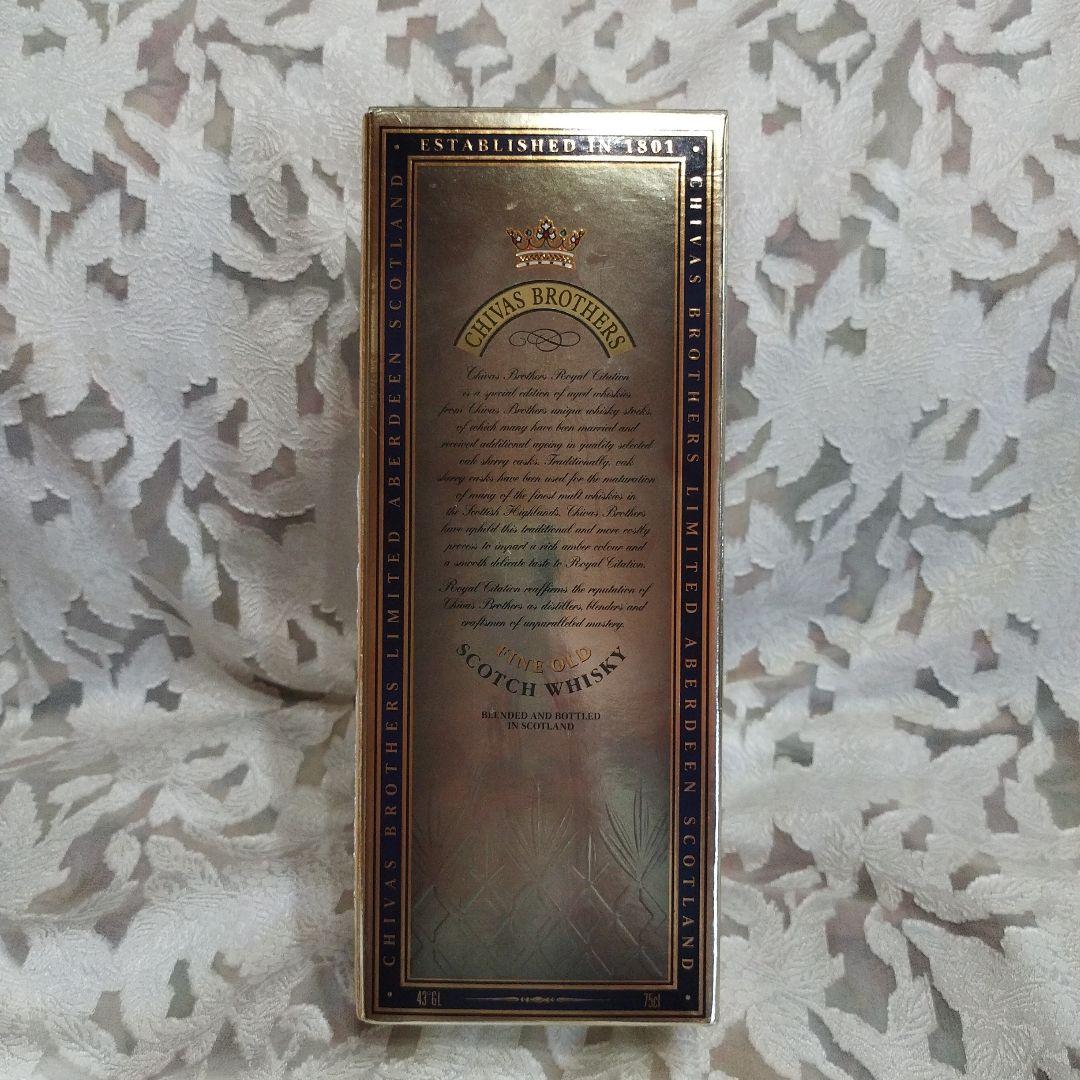 ESTABLISHED IN 1801
CHIVAS BROTHERS LIMITED ABERDEEN SCOTLAND
CHIVAS BROTHERS LIMITED ABERDEEN SCOTLAND
CHIVAS BROTHERS
Chivas Brothers Royal Citation
is a special edition of aged whiskies
from Chivas Brothers unique whisky stocks,
of which many have been married and
received additional ageing in quality selected
oak sherry casks. Traditionally, oak
sherry casks have been used for the maturation
of many of the finest malt whiskies in
the Scottish Highlands. Chivas Brothers
have upheld this traditional and more costly
process to impart a rich amber colour and
a smooth delicate taste to Royal Citation.
Royal Citation reaffirms the reputation of
Chivas Brothers as distillers, blenders and
craftsmen of unparalleled mastery.
FINE OLD
SCOTCH WHISKY
BLENDED AND BOTTLED
IN SCOTLAND
43°GL 75cl